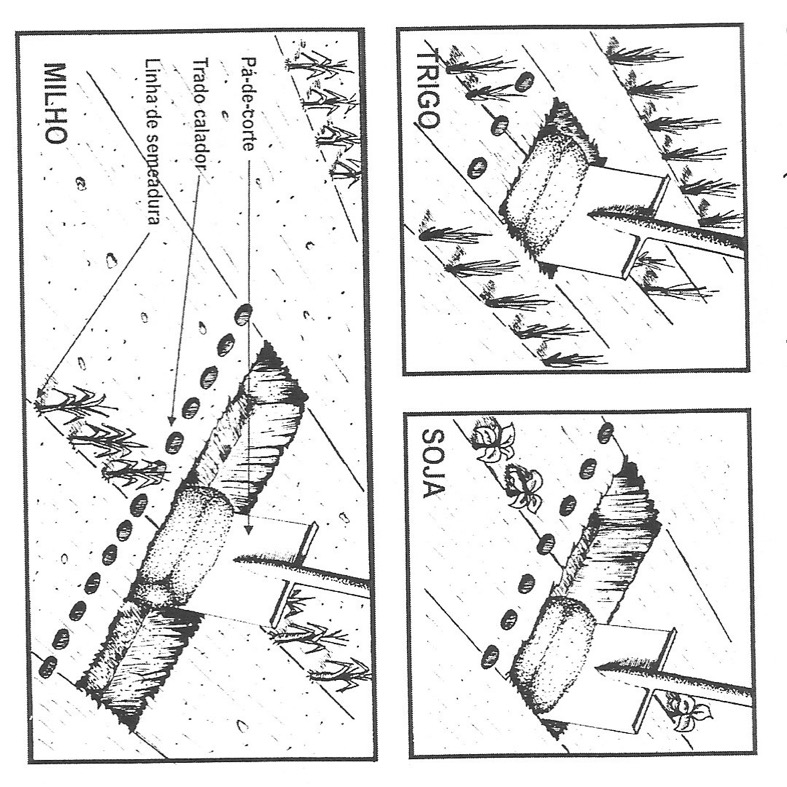 TRIGO
SOJA
Pá-de-corte
Trado calador
Linha de semeadura
MILHO